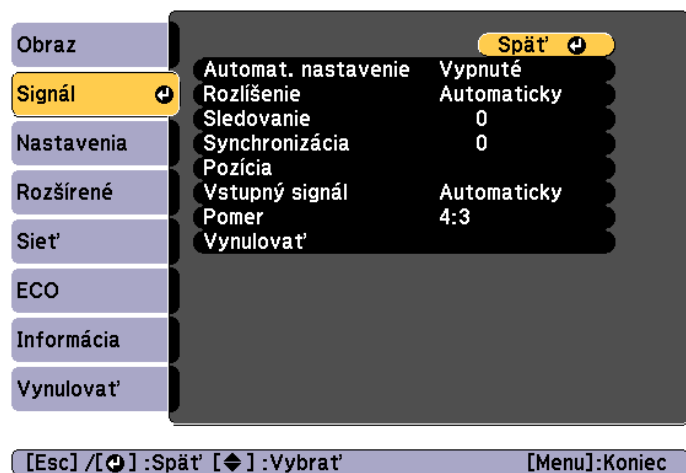 Obraz
Signál
Nastavenia
Rozšírené
Sieť
ECO
Informácia
Vynulovať
Späť
Automat. nastavenie Vypnuté
Rozlíšenie Automaticky
Sledovanie 0
Synchronizácia 0
Pozícia
Vstupný signál Automaticky
Pomer 4:3
Vynulovať
[Esc] /[ ] :Späť [ ] :Vybrať [Menu]:Koniec